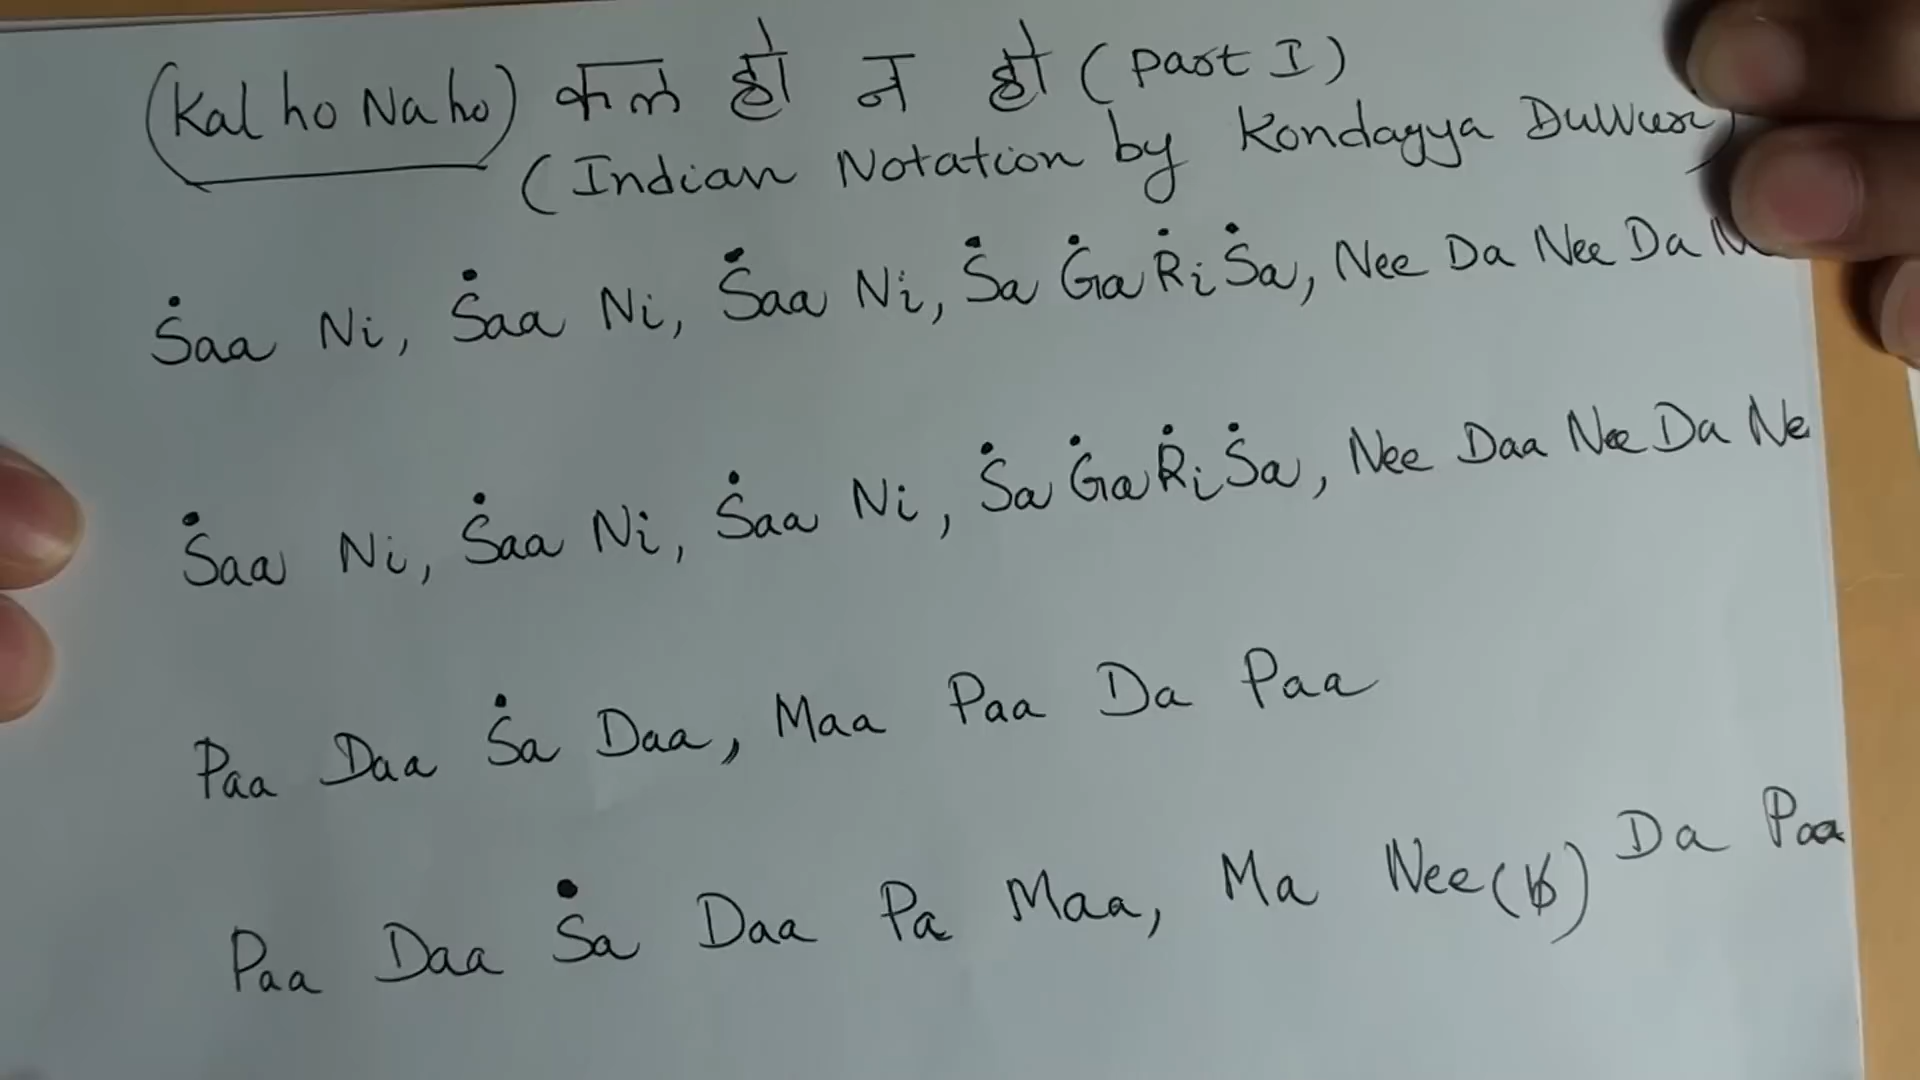 (Kal ho Na ho) कल हो न हो (Part I)
(Indian Notation by Kondayya Duvvuri)
Ṡaa Ni, Ṡaa Ni, Ṡaa Ni, Ṡa Ġa Ṙi Ṡa, Nee Da Nee Da
Ṡaa Ni, Ṡaa Ni, Ṡaa Ni, Ṡa Ġa Ṙi Ṡa, Nee Daa Nee Da Ne
Paa Daa Ṡa Daa, Maa Paa Da Paa
Paa Daa Ṡa Daa Pa Maa, Ma Nee Da Paa